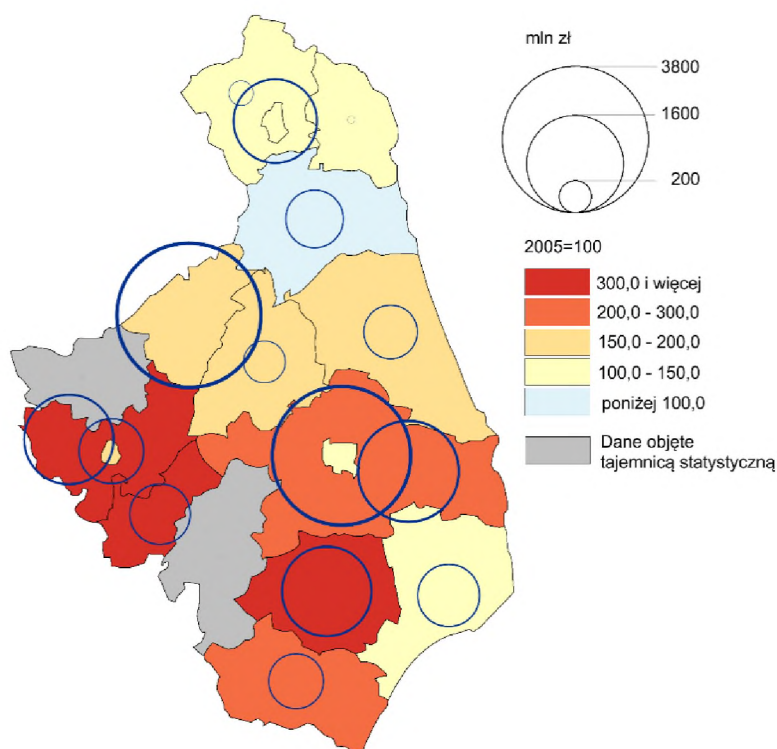 mln zł
3800
1600
200
2005=100
300,0 i więcej
200,0 - 300,0
150,0 - 200,0
100,0 - 150,0
poniżej 100,0
Dane objęte
tajemnicą statystyczną